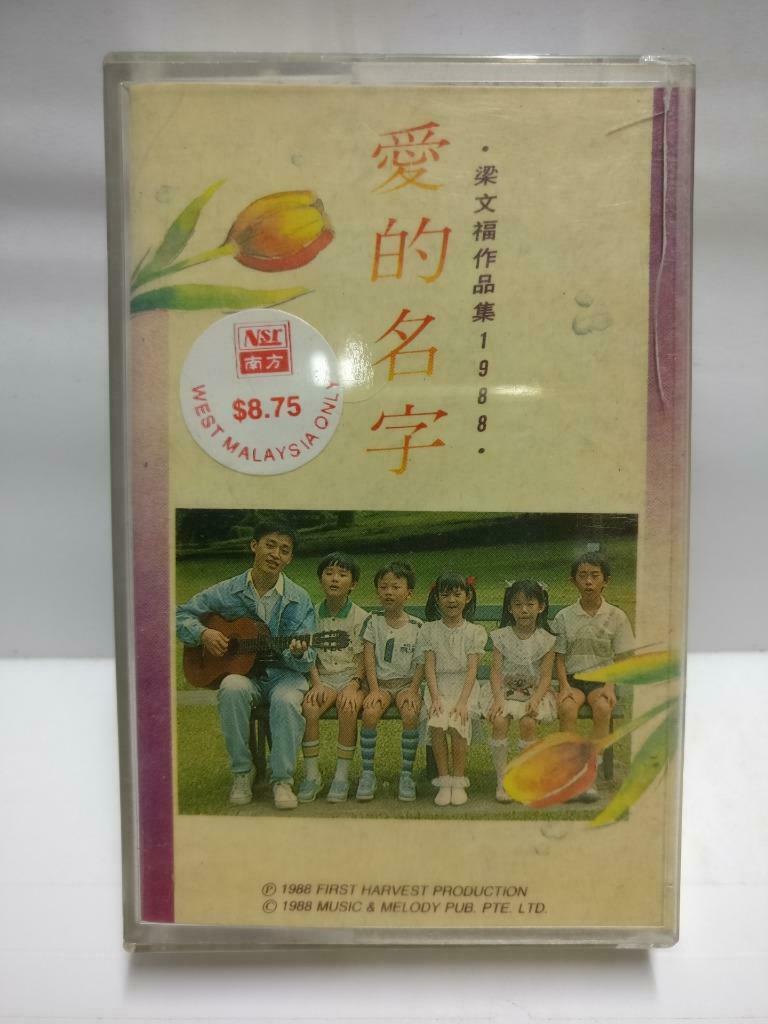 愛的名字
·梁文福作品集1988·
Nsr
南方
$8.75
WEST MALAYSIA ONLY
℗ 1988 FIRST HARVEST PRODUCTION
© 1988 MUSIC & MELODY PUB. PTE. LTD.